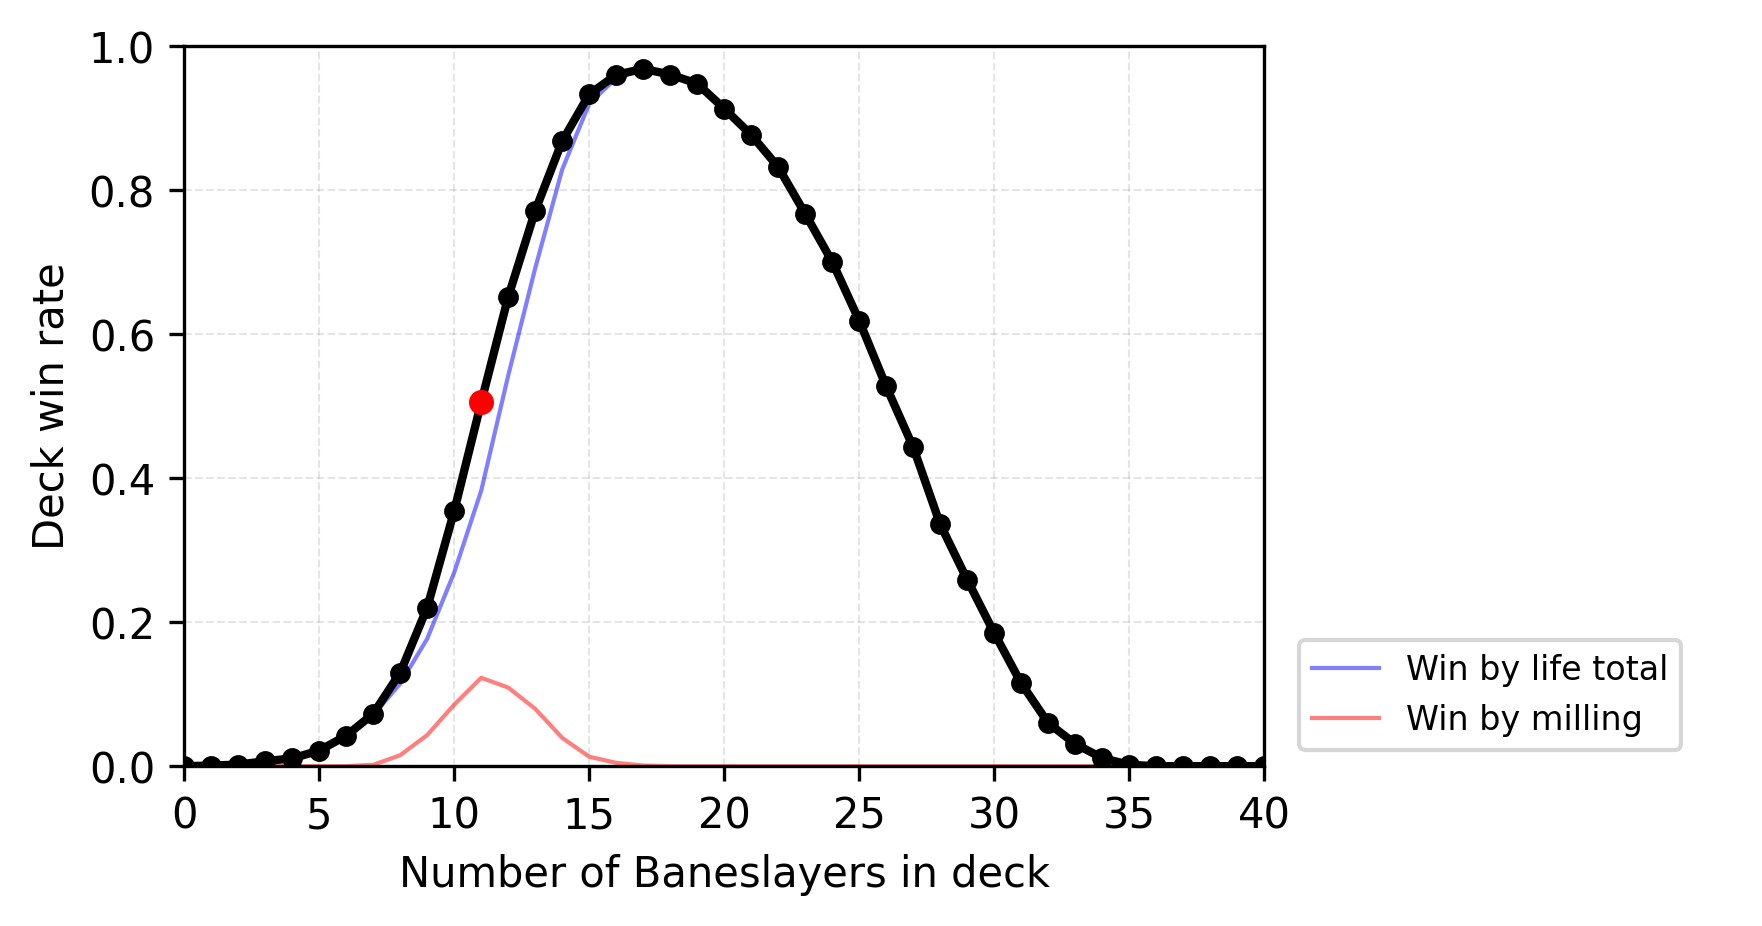 1.0
0.8
0.6
0.4
0.2
0.0
Deck win rate
0 5 10 15 20 25 30 35 40
Number of Baneslayers in deck
Win by life total
Win by milling